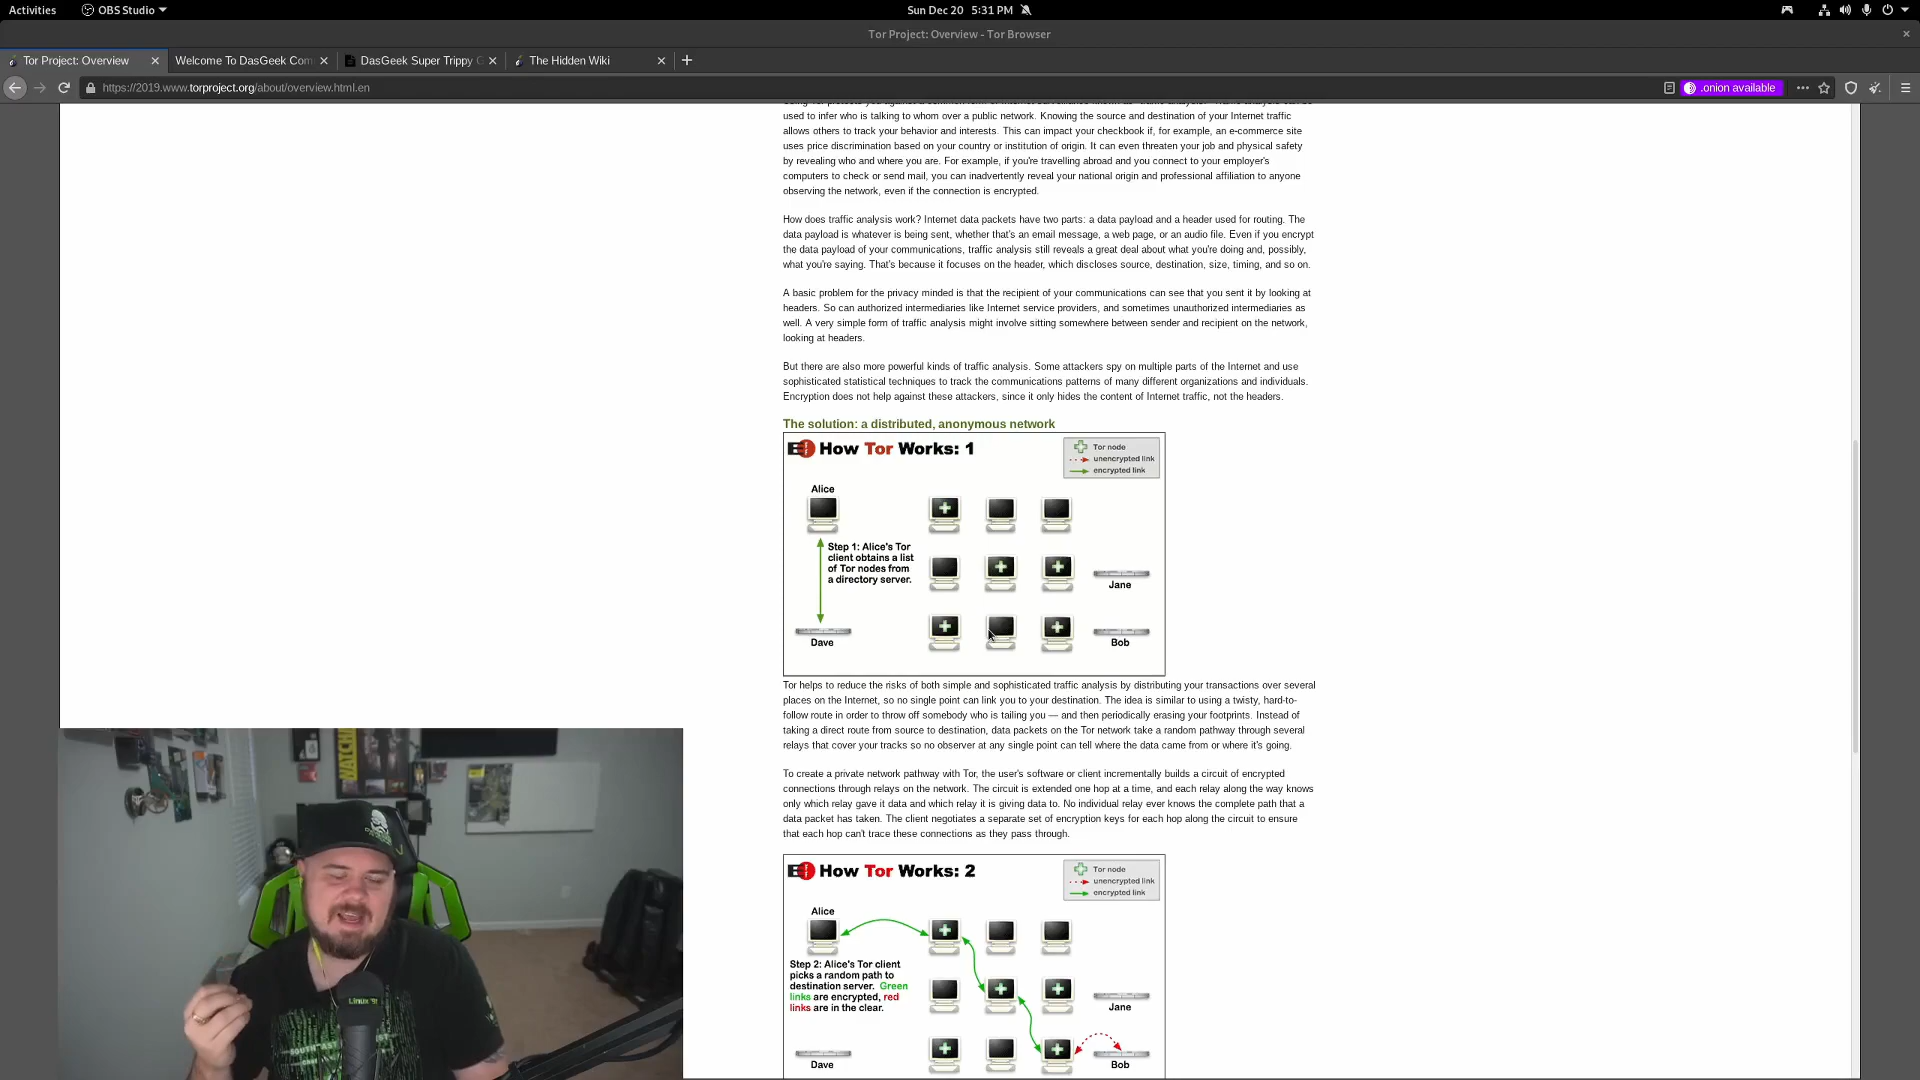 Activities
OBS Studio
Sun Dec 20 5:31 PM
Tor Project: Overview - Tor Browser
Tor Project: Overview
Welcome To DasGeek Com
DasGeek Super Trippy G
The Hidden Wiki
https://2019.www.torproject.org/about/overview.html.en
.onion available
used to infer who is talking to whom over a public network. Knowing the source and destination of your Internet traffic
allows others to track your behavior and interests. This can impact your checkbook if, for example, an e-commerce site
uses price discrimination based on your country or institution of origin. It can even threaten your job and physical safety
by revealing who and where you are. For example, if you're travelling abroad and you connect to your employer's
computers to check or send mail, you can inadvertently reveal your national origin and professional affiliation to anyone
observing the network, even if the connection is encrypted.
How does traffic analysis work? Internet data packets have two parts: a data payload and a header used for routing. The
data payload is whatever is being sent, whether that's an email message, a web page, or an audio file. Even if you encrypt
the data payload of your communications, traffic analysis still reveals a great deal about what you're doing and, possibly,
what you're saying. That's because it focuses on the header, which discloses source, destination, size, timing, and so on.
A basic problem for the privacy minded is that the recipient of your communications can see that you sent it by looking at
headers. So can authorized intermediaries like Internet service providers, and sometimes unauthorized intermediaries as
well. A very simple form of traffic analysis might involve sitting somewhere between sender and recipient on the network,
looking at headers.
But there are also more powerful kinds of traffic analysis. Some attackers spy on multiple parts of the Internet and use
sophisticated statistical techniques to track the communications patterns of many different organizations and individuals.
Encryption does not help against these attackers, since it only hides the content of Internet traffic, not the headers.
The solution: a distributed, anonymous network
EFF How Tor Works: 1
Tor node
unencrypted link
encrypted link
Alice
Step 1: Alice's Tor
client obtains a list
of Tor nodes from
a directory server.
Jane
Dave
Bob
Tor helps to reduce the risks of both simple and sophisticated traffic analysis by distributing your transactions over several
places on the Internet, so no single point can link you to your destination. The idea is similar to using a twisty, hard-to-
follow route in order to throw off somebody who is tailing you — and then periodically erasing your footprints. Instead of
taking a direct route from source to destination, data packets on the Tor network take a random pathway through several
relays that cover your tracks so no observer at any single point can tell where the data came from or where it's going.
To create a private network pathway with Tor, the user's software or client incrementally builds a circuit of encrypted
connections through relays on the network. The circuit is extended one hop at a time, and each relay along the way knows
only which relay gave it data and which relay it is giving data to. No individual relay ever knows the complete path that a
data packet has taken. The client negotiates a separate set of encryption keys for each hop along the circuit to ensure
that each hop can't trace these connections as they pass through.
EFF How Tor Works: 2
Tor node
unencrypted link
encrypted link
Alice
Step 2: Alice's Tor client
picks a random path to
destination server. Green
links are encrypted, red
links are in the clear.
Jane
Dave
Bob